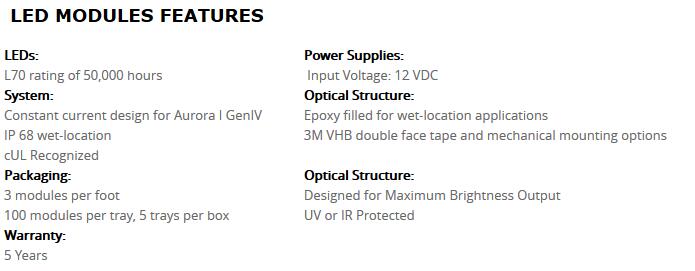 LED MODULES FEATURES
LEDs:
L70 rating of 50,000 hours
System:
Constant current design for Aurora I GenIV
IP 68 wet-location
cUL Recognized
Packaging:
3 modules per foot
100 modules per tray, 5 trays per box
Warranty:
5 Years
Power Supplies:
Input Voltage: 12 VDC
Optical Structure:
Epoxy filled for wet-location applications
3M VHB double face tape and mechanical mounting options
Optical Structure:
Designed for Maximum Brightness Output
UV or IR Protected